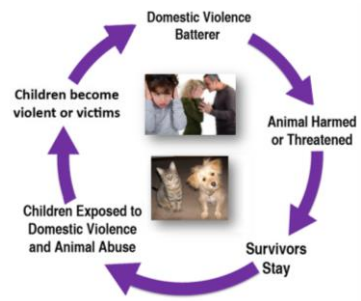 Domestic Violence
Batterer
Animal Harmed
or Threatened
Survivors
Stay
Children Exposed to
Domestic Violence
and Animal Abuse
Children become
violent or victims